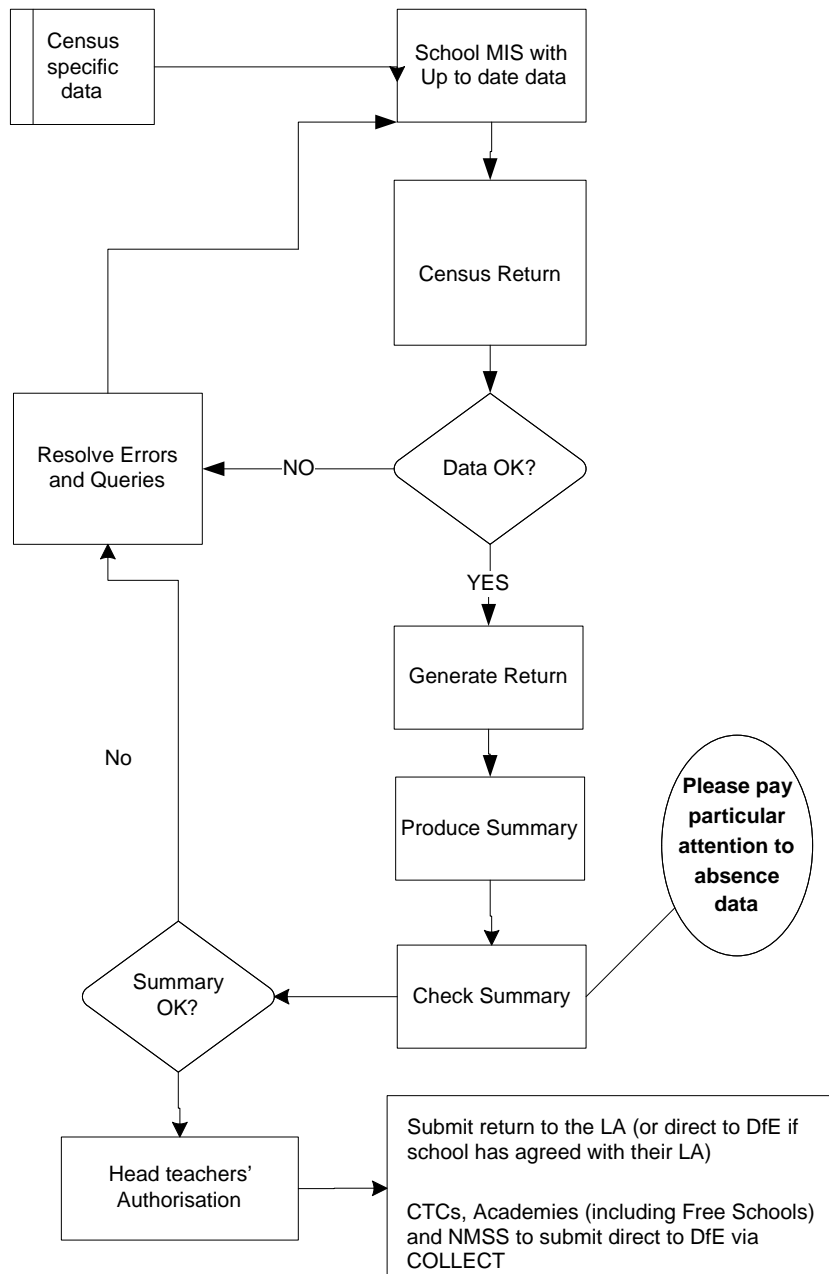 Census
specific
data
School MIS with
Up to date data
Census Return
Resolve Errors
and Queries
NO
Data OK?
YES
Generate Return
No
Please pay
particular
attention to
absence
data
Produce Summary
Summary
OK?
Check Summary
Head teachers'
Authorisation
Submit return to the LA (or direct to DfE if
school has agreed with their LA)
CTCs, Academies (including Free Schools)
and NMSS to submit direct to DfE via
COLLECT